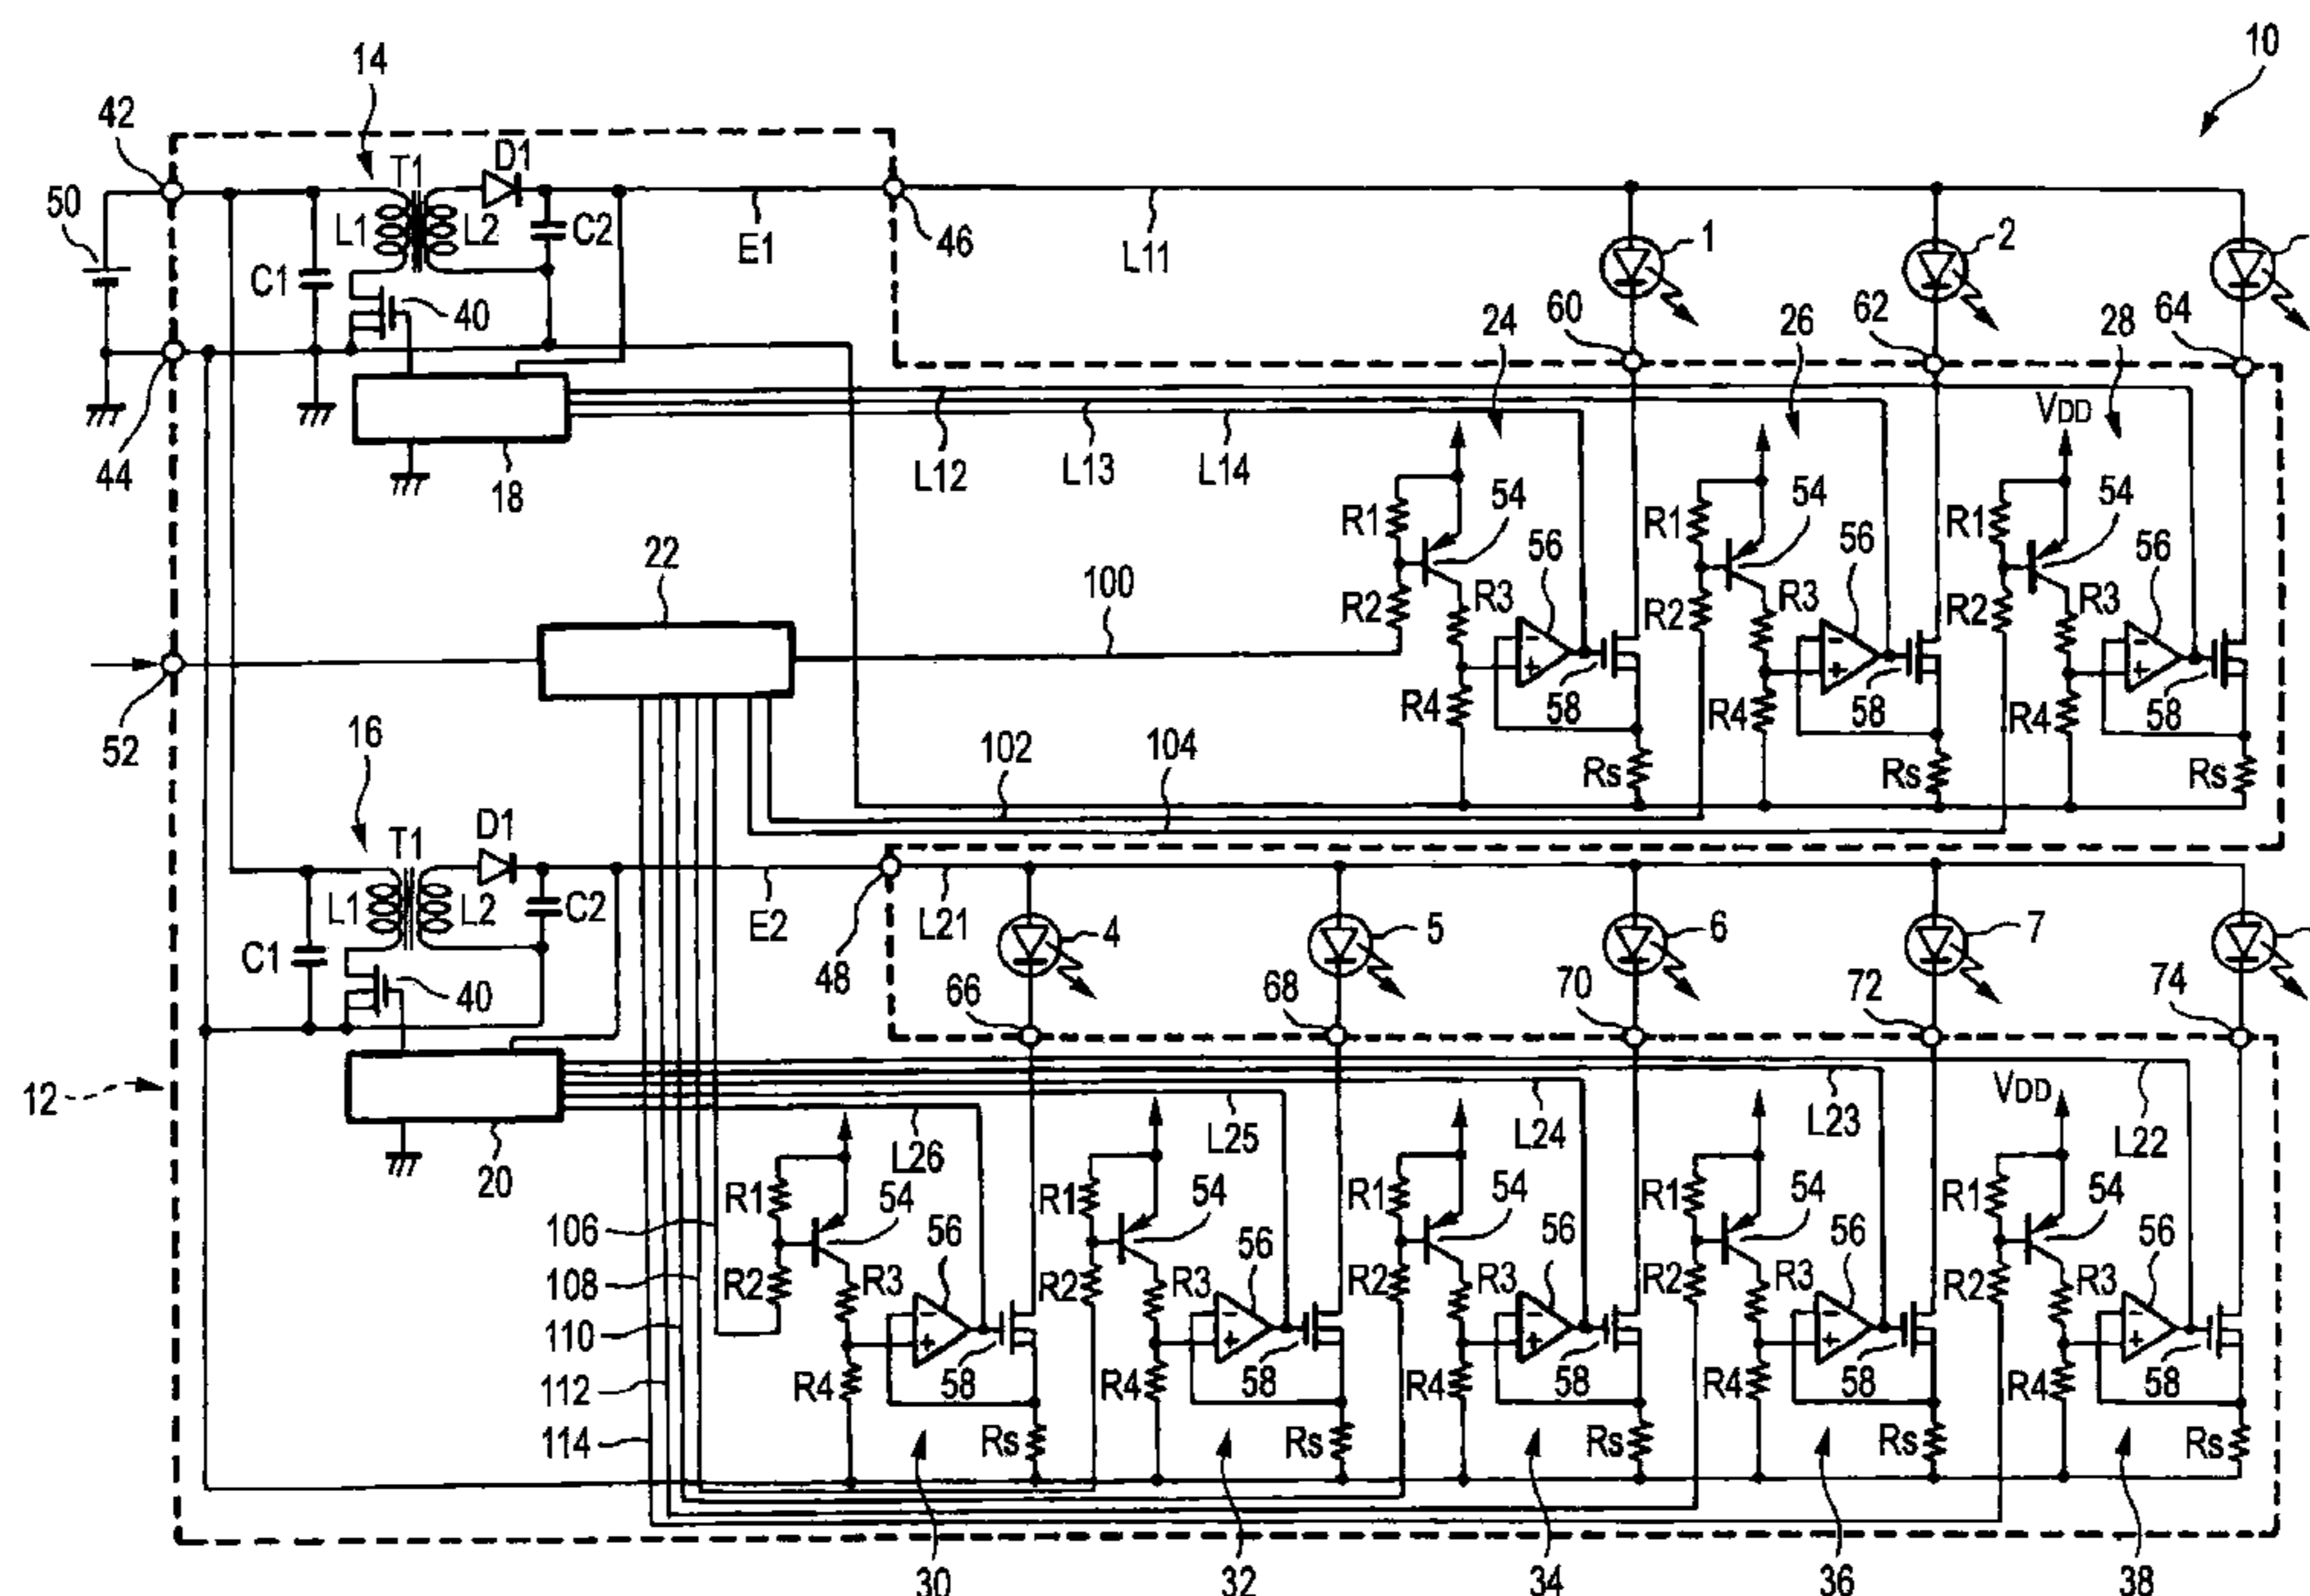 10
14
42
T1
D1
50
L1
L2
C2
E1
46
L11
1
2
C1
40
24
60
26
62
28
64
44
18
L12
L13
L14
VDD
R1
54
R1
54
R1
54
22
100
R2
R3
56
R2
R3
56
R2
R3
56
-
+
-
+
-
+
52
R4
58
R4
58
R4
58
16
102
104
Rs
Rs
Rs
T1
D1
L1
L2
C2
E2
48
L21
4
5
6
7
C1
40
66
68
70
72
74
12
20
L26
L25
L24
L23
VDD
L22
106
R1
54
R1
54
R1
54
R1
54
R1
54
108
R2
R3
56
R2
R3
56
R2
R3
56
R2
R3
56
R2
R3
56
110
-
+
-
+
-
+
-
+
-
+
112
R4
58
R4
58
R4
58
R4
58
R4
58
114
Rs
Rs
Rs
Rs
Rs
30
32
34
36
38